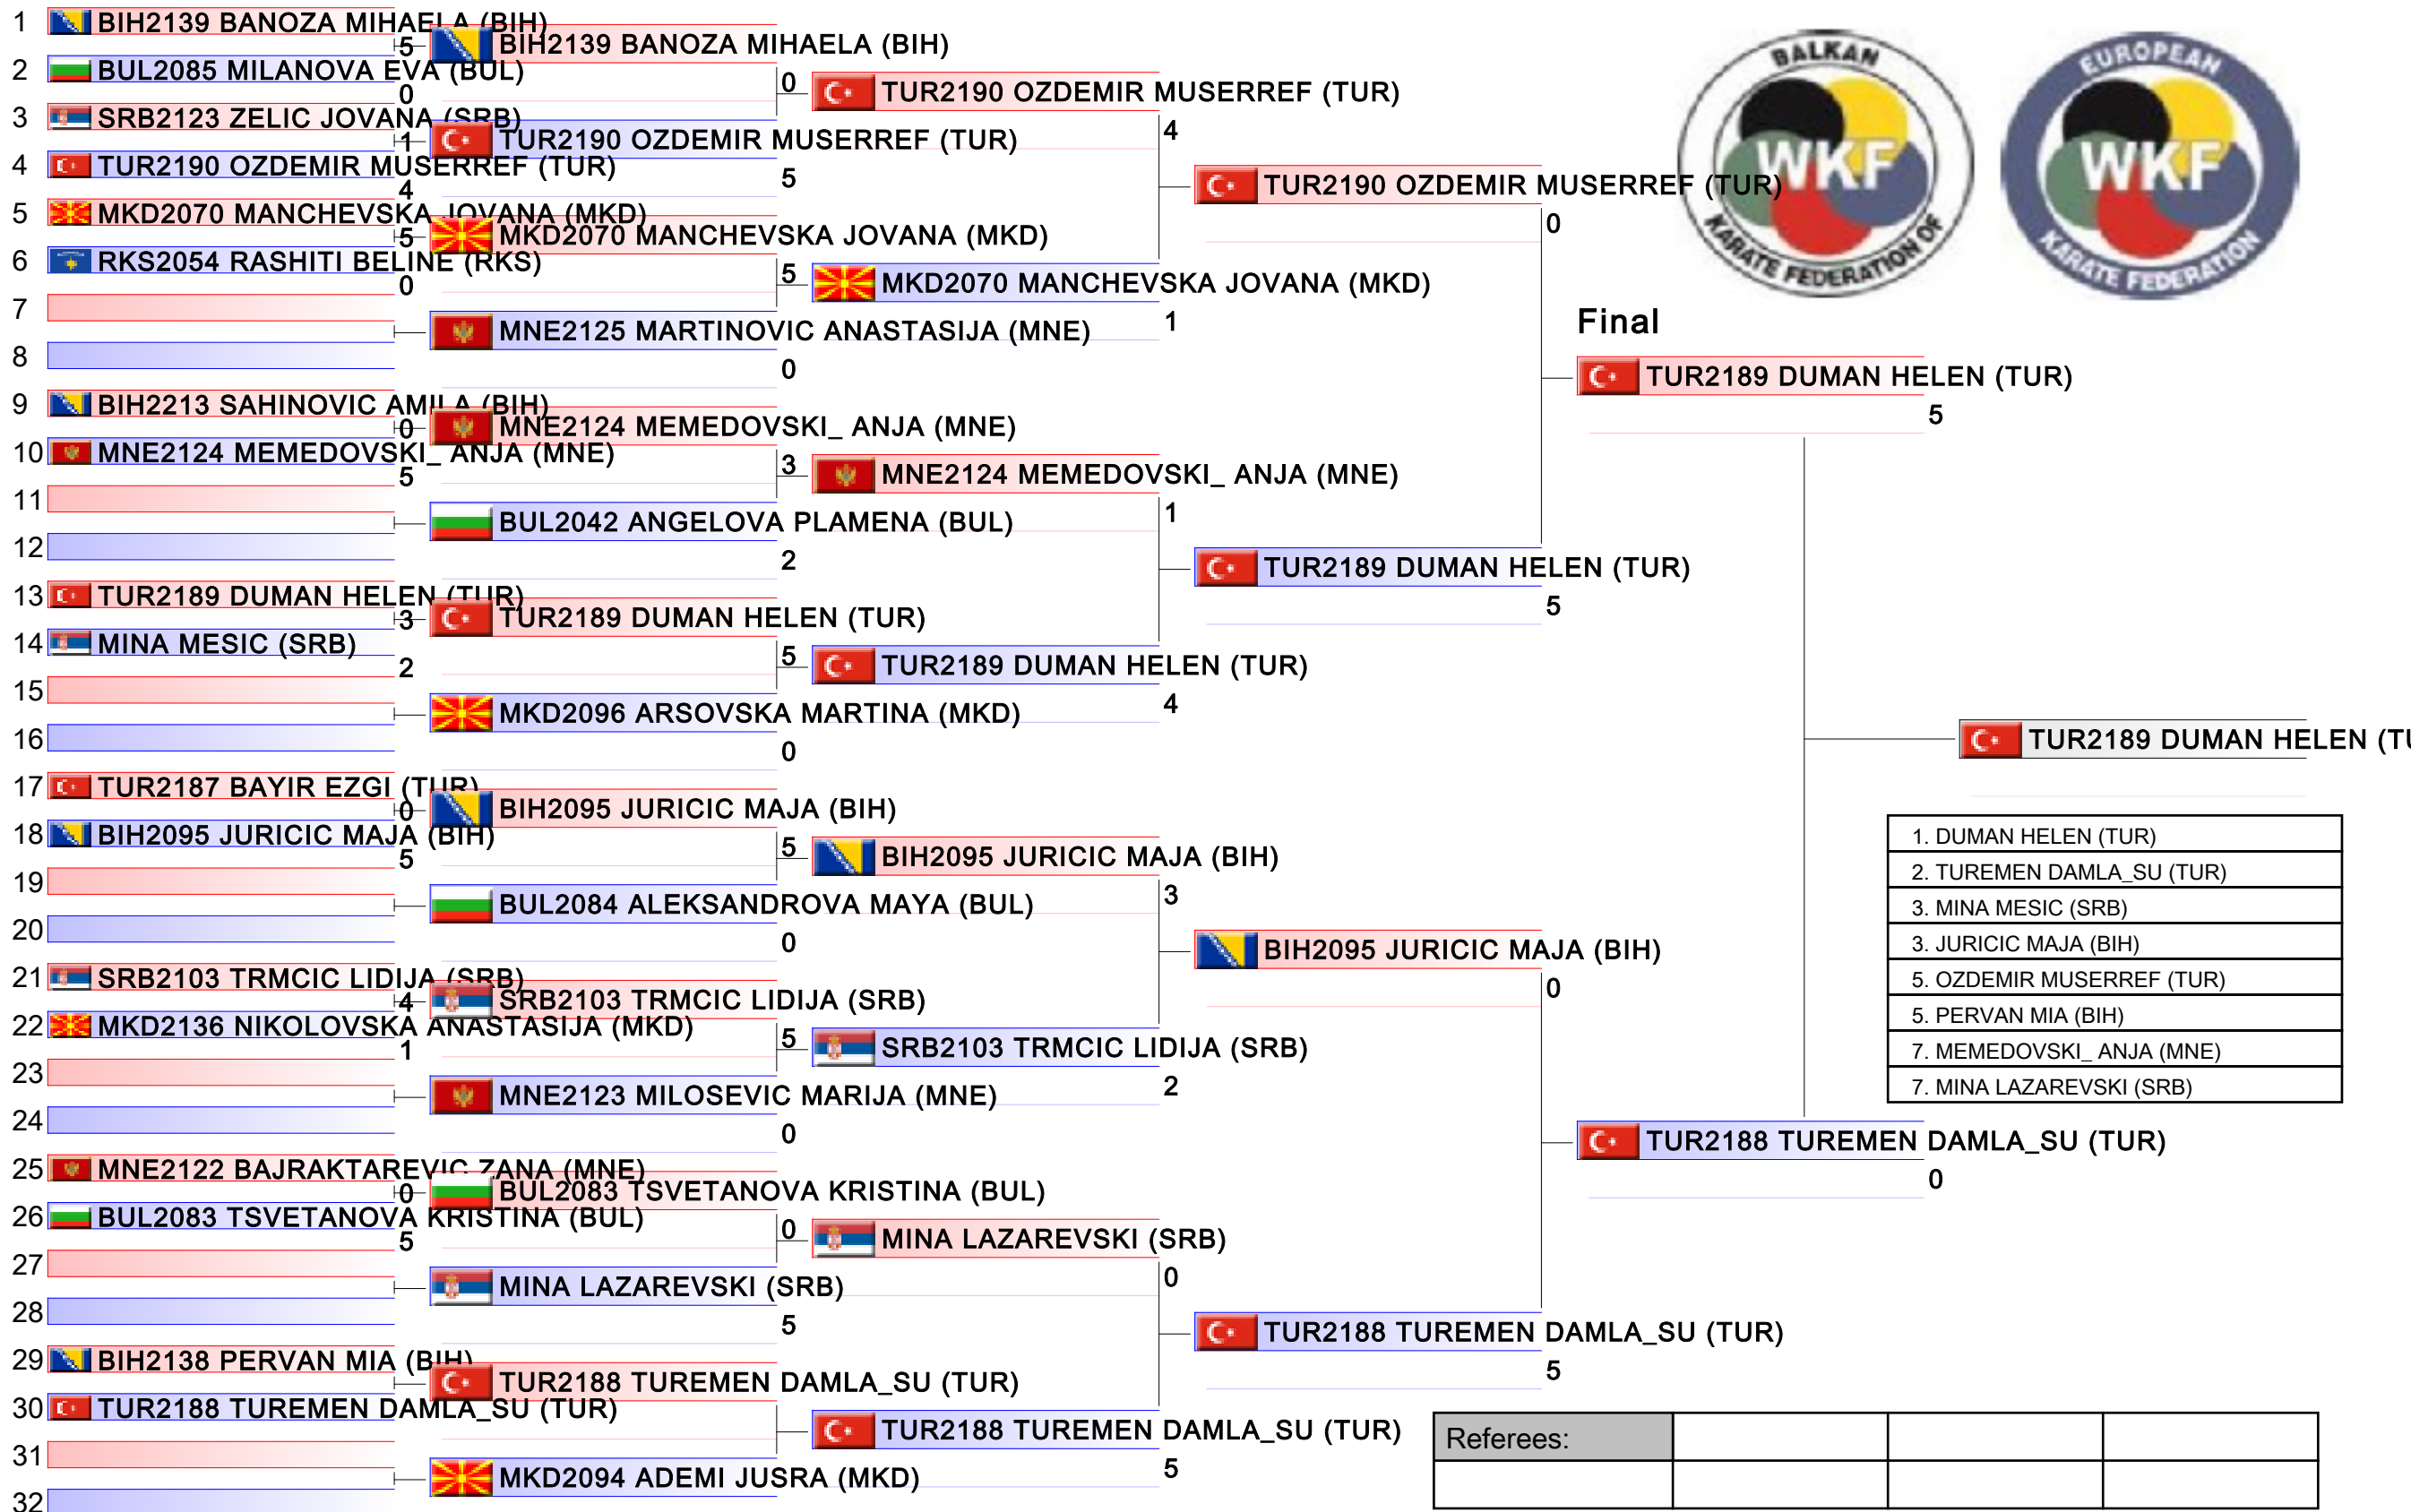 1 BIH2139 BANOZA MIHAELA (BIH)
5
2 BUL2085 MILANOVA EVA (BUL)
0
3 SRB2123 ZELIC JOVANA (SRB)
1
4 TUR2190 OZDEMIR MUSERREF (TUR)
4
5 MKD2070 MANCHEVSKA JOVANA (MKD)
5
6 RKS2054 RASHITI BELINE (RKS)
0
7
8
9 BIH2213 SAHINOVIC AMILA (BIH)
0
10 MNE2124 MEMEDOVSKI_ ANJA (MNE)
5
11
12
13 TUR2189 DUMAN HELEN (TUR)
3
14 MINA MESIC (SRB)
2
15
16
17 TUR2187 BAYIR EZGI (TUR)
0
18 BIH2095 JURICIC MAJA (BIH)
5
19
20
21 SRB2103 TRMCIC LIDIJA (SRB)
4
22 MKD2136 NIKOLOVSKA ANASTASIJA (MKD)
1
23
24
25 MNE2122 BAJRAKTAREVIC ZANA (MNE)
0
26 BUL2083 TSVETANOVA KRISTINA (BUL)
5
27
28
29 BIH2138 PERVAN MIA (BIH)
30 TUR2188 TUREMEN DAMLA_SU (TUR)
31
32
BIH2139 BANOZA MIHAELA (BIH)
0
TUR2190 OZDEMIR MUSERREF (TUR)
5
MKD2070 MANCHEVSKA JOVANA (MKD)
5
MNE2125 MARTINOVIC ANASTASIJA (MNE)
0
MNE2124 MEMEDOVSKI_ ANJA (MNE)
3
BUL2042 ANGELOVA PLAMENA (BUL)
2
TUR2189 DUMAN HELEN (TUR)
5
MKD2096 ARSOVSKA MARTINA (MKD)
0
BIH2095 JURICIC MAJA (BIH)
5
BUL2084 ALEKSANDROVA MAYA (BUL)
0
SRB2103 TRMCIC LIDIJA (SRB)
5
MNE2123 MILOSEVIC MARIJA (MNE)
0
BUL2083 TSVETANOVA KRISTINA (BUL)
0
MINA LAZAREVSKI (SRB)
5
TUR2188 TUREMEN DAMLA_SU (TUR)
MKD2094 ADEMI JUSRA (MKD)
TUR2190 OZDEMIR MUSERREF (TUR)
4
MKD2070 MANCHEVSKA JOVANA (MKD)
1
MNE2124 MEMEDOVSKI_ ANJA (MNE)
1
TUR2189 DUMAN HELEN (TUR)
4
BIH2095 JURICIC MAJA (BIH)
3
SRB2103 TRMCIC LIDIJA (SRB)
2
MINA LAZAREVSKI (SRB)
0
TUR2188 TUREMEN DAMLA_SU (TUR)
5
TUR2190 OZDEMIR MUSERREF (TUR)
0
TUR2189 DUMAN HELEN (TUR)
5
BIH2095 JURICIC MAJA (BIH)
0
TUR2188 TUREMEN DAMLA_SU (TUR)
5
BALKAN
WKF
KARATE FEDERATION OF
EUROPEAN
WKF
KARATE FEDERATION
Final
TUR2189 DUMAN HELEN (TUR)
5
TUR2188 TUREMEN DAMLA_SU (TUR)
0
TUR2189 DUMAN HELEN (TU
1. DUMAN HELEN (TUR)
2. TUREMEN DAMLA_SU (TUR)
3. MINA MESIC (SRB)
3. JURICIC MAJA (BIH)
5. OZDEMIR MUSERREF (TUR)
5. PERVAN MIA (BIH)
7. MEMEDOVSKI_ ANJA (MNE)
7. MINA LAZAREVSKI (SRB)
Referees: